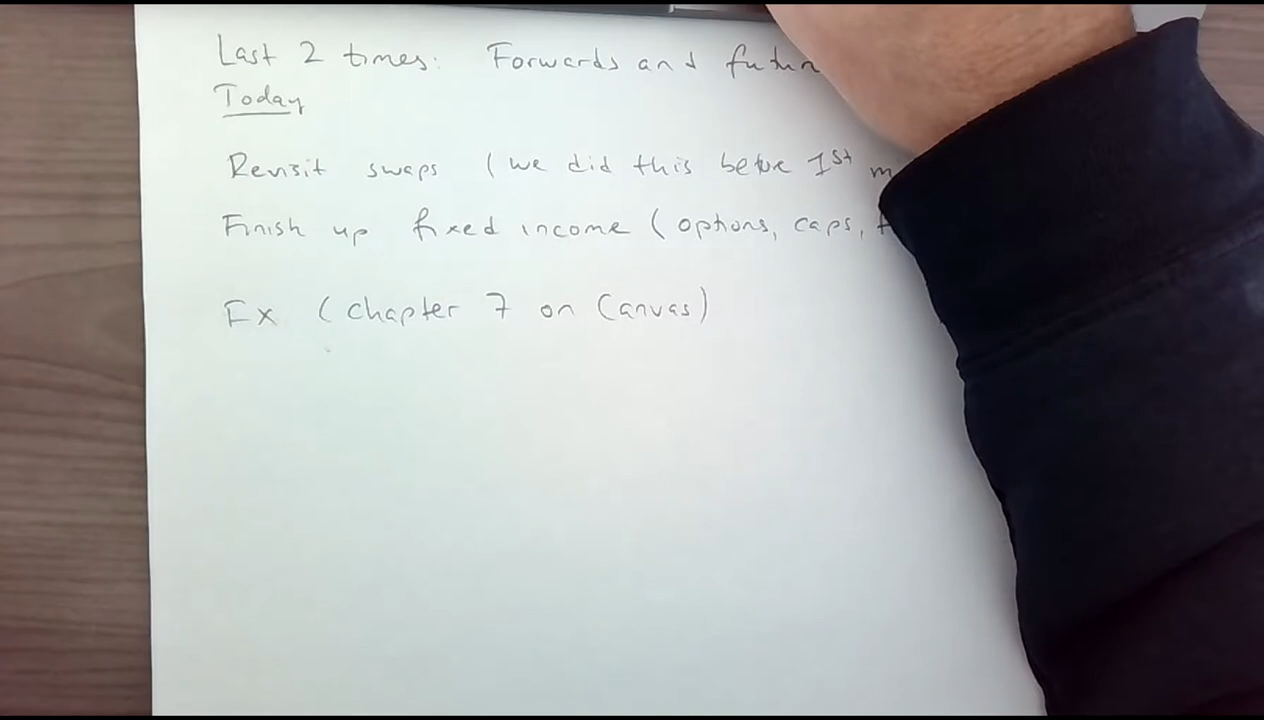 Last 2 times: Forwards and
Today
Revisit swaps (we did this before 1st
Finish up fixed income (options, caps,
FX (chapter 7 on Canvas)